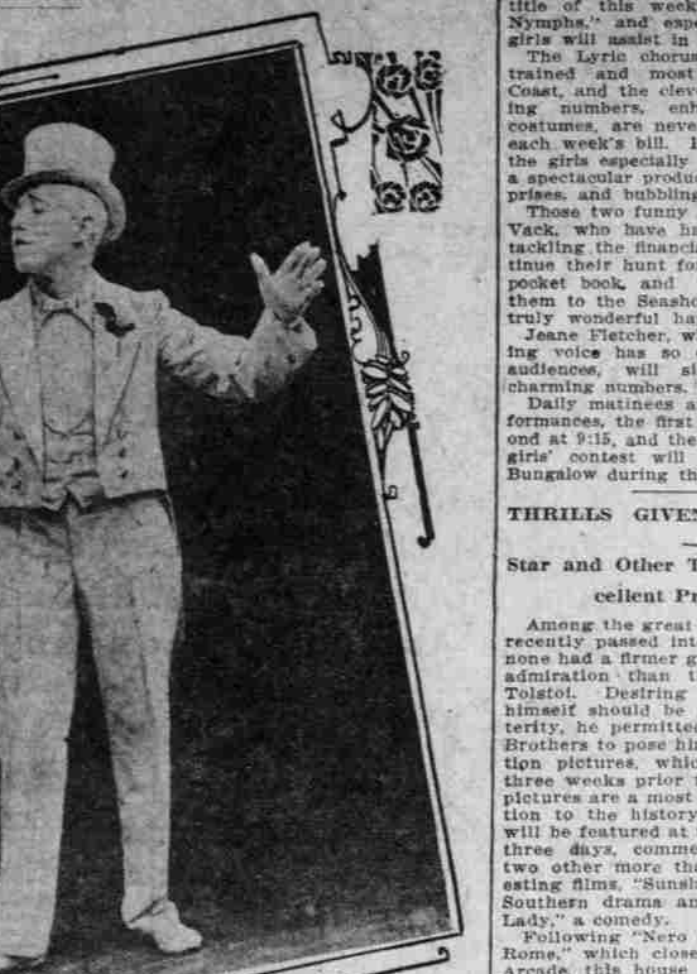 title of this week
Nymphs," and esp
girls will assist in
The Lyric chorus
trained and most
Coast, and the clev
ing numbers, en
costumes, are neve
each week's bill.
the girls especially
a spectacular produ
prises, and bubbling
Those two funny
Vack, who have ha
tackling the financi
tinue their hunt fo
pocket book, and
them to the Seasho
truly wonderful ha
Jeane Fletcher, w
ing voice has so
audiences, will si
charming numbers.
Daily matinees a
formances, the first
ond at 9:15, and the
girls' contest will
Bungalow during th
THRILLS GIVEN
Star and Other T
cellent Pr
Among the great
recently passed int
none had a firmer g
admiration than t
Tolstoi. Desiring
himself should be
terity, he permitted
Brothers to pose hi
tion pictures, whic
three weeks prior
pictures are a most
tion to the history
will be featured at
three days, comme
two other more tha
esting films, "Sunsh
Southern drama an
Lady," a comedy.
Following "Nero
Rome," which close
Arcade this house